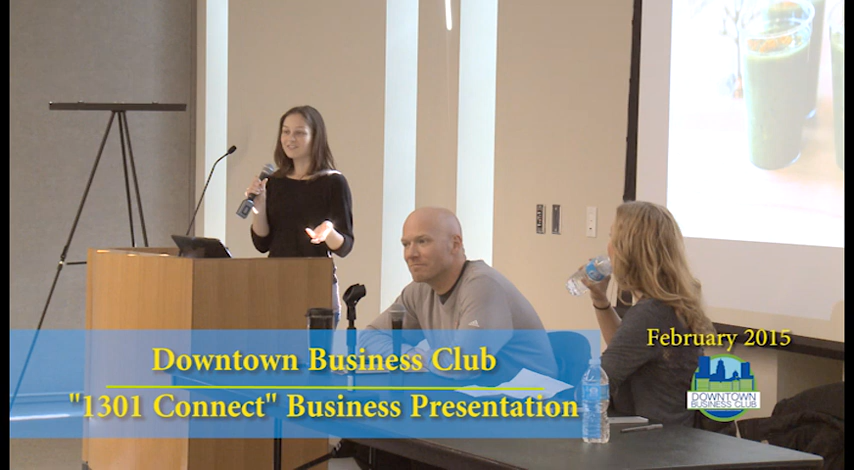 February 2015
Downtown Business Club
"1301 Connect" Business Presentation
DOWNTOWN
BUSINESS CLUB